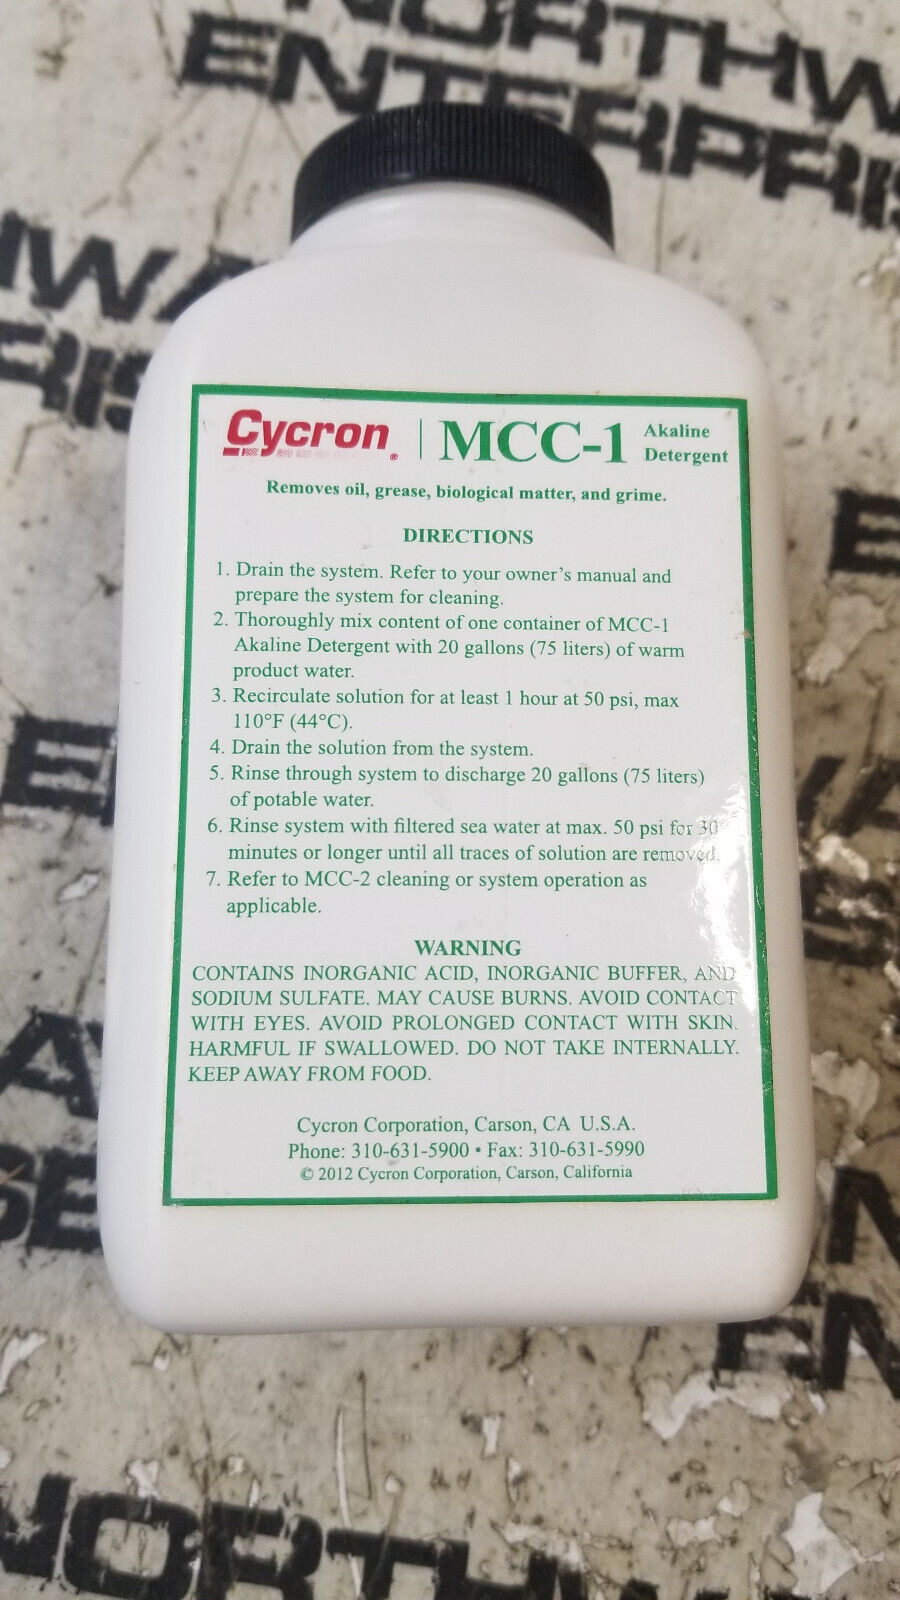 NORTHW
ENTERPRIS
Cycron® | MCC-1 Akaline
Detergent
Removes oil, grease, biological matter, and grime.
DIRECTIONS
1. Drain the system. Refer to your owner's manual and
prepare the system for cleaning.
2. Thoroughly mix content of one container of MCC-1
Akaline Detergent with 20 gallons (75 liters) of warm
product water.
3. Recirculate solution for at least 1 hour at 50 psi, max
110°F (44°C).
4. Drain the solution from the system.
5. Rinse through system to discharge 20 gallons (75 liters)
of potable water.
6. Rinse system with filtered sea water at max. 50 psi for 30
minutes or longer until all traces of solution are removed.
7. Refer to MCC-2 cleaning or system operation as
applicable.
WARNING
CONTAINS INORGANIC ACID, INORGANIC BUFFER, AND
SODIUM SULFATE. MAY CAUSE BURNS. AVOID CONTACT
WITH EYES. AVOID PROLONGED CONTACT WITH SKIN.
HARMFUL IF SWALLOWED. DO NOT TAKE INTERNALLY.
KEEP AWAY FROM FOOD.
Cycron Corporation, Carson, CA U.S.A.
Phone: 310-631-5900 • Fax: 310-631-5990
© 2012 Cycron Corporation, Carson, California
NORTHW